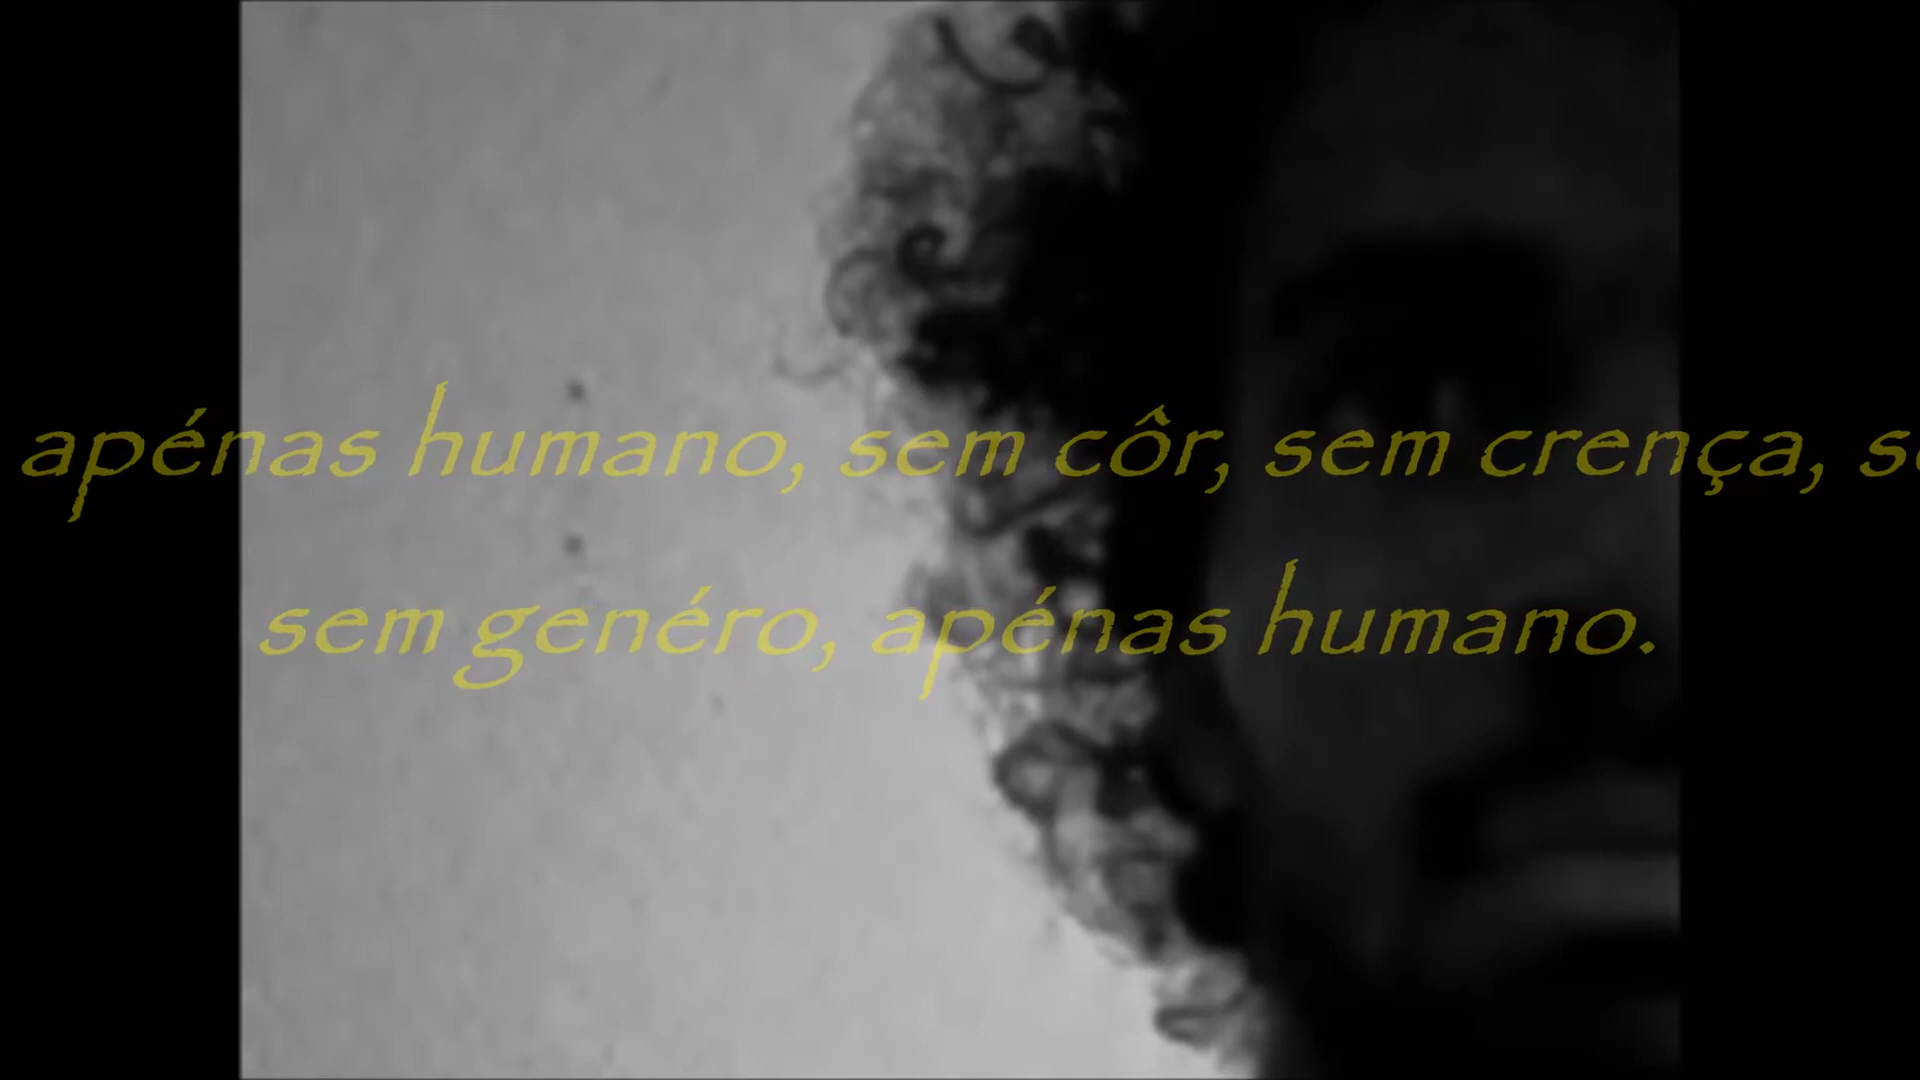 apénas humano, sem côr, sem crença,
sem genéro, apénas humano.